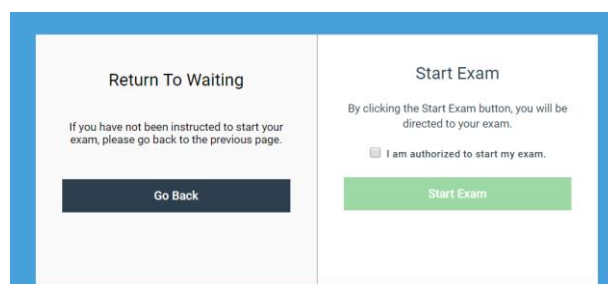 Return To Waiting
If you have not been instructed to start your
exam, please go back to the previous page.
Go Back
Start Exam
By clicking the Start Exam button, you will be
directed to your exam.
I am authorized to start my exam.
Start Exam